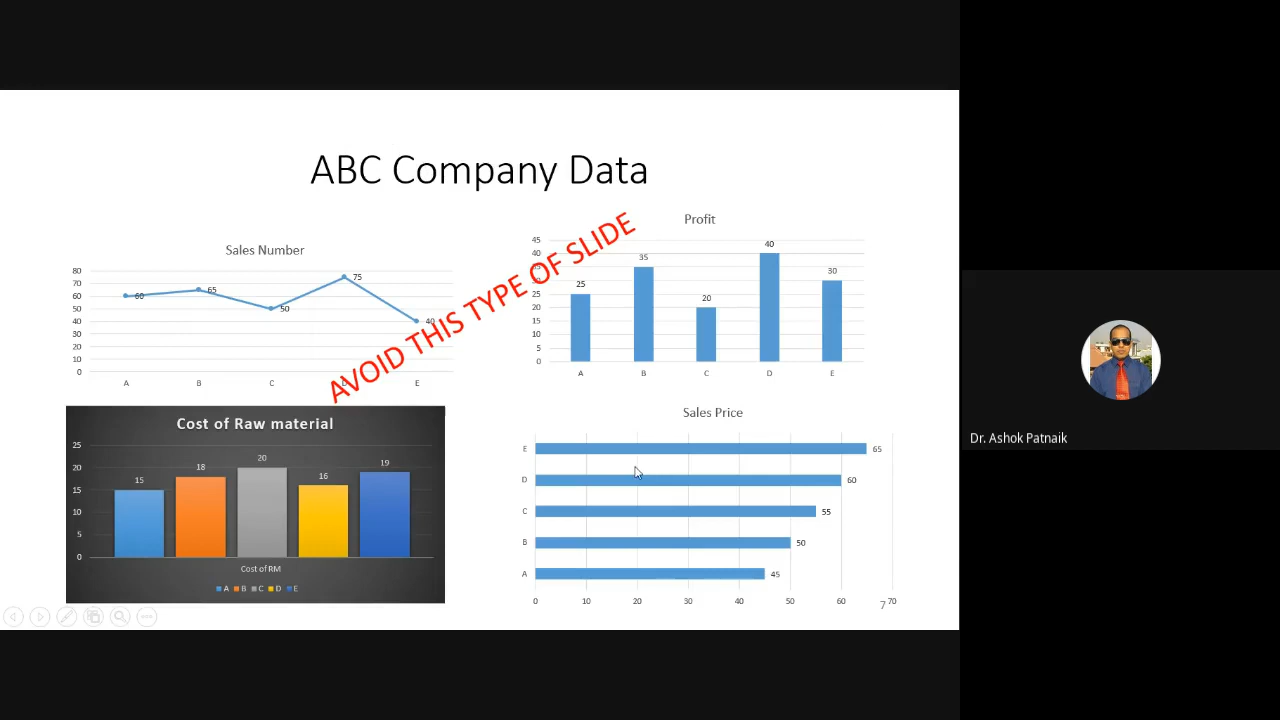 ABC Company Data
AVOID THIS TYPE OF SLIDE
Sales Number
80
70
60
50
40
30
20
10
0
60
65
50
75
40
A B C D E
Profit
45
40
35
30
25
20
15
10
5
0
25
35
20
40
30
A B C D E
Cost of Raw material
25
20
15
10
5
0
15
18
20
16
19
Cost of RM
A B C D E
Sales Price
E 65
D 60
C 55
B 50
A 45
0 10 20 30 40 50 60 70
7
Dr. Ashok Patnaik